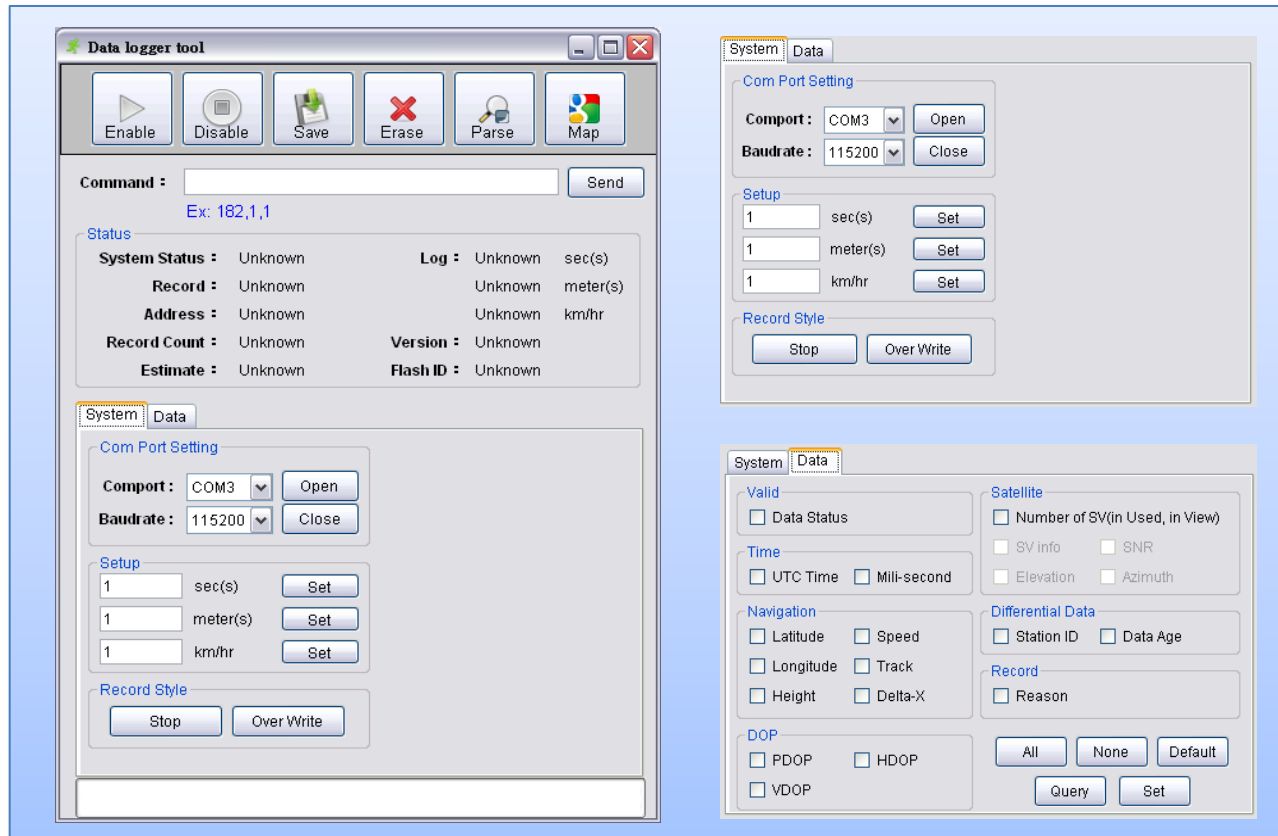 Data logger tool
Enable Disable Save Erase Parse Map
Command : Send
Ex: 182,1,1
Status
System Status : Unknown Log : Unknown sec(s)
Record : Unknown Unknown meter(s)
Address : Unknown Unknown km/hr
Record Count : Unknown Version : Unknown
Estimate : Unknown Flash ID : Unknown
System Data
Com Port Setting
Comport : COM3 Open
Baudrate : 115200 Close
Setup
1 sec(s) Set
1 meter(s) Set
1 km/hr Set
Record Style
Stop Over Write
System Data
Com Port Setting
Comport : COM3 Open
Baudrate : 115200 Close
Setup
1 sec(s) Set
1 meter(s) Set
1 km/hr Set
Record Style
Stop Over Write
System Data
Valid
Data Status
Time
UTC Time Mili-second
Navigation
Latitude Speed
Longitude Track
Height Delta-X
DOP
PDOP HDOP
VDOP
Satellite
Number of SV(in Used, in View)
SV info SNR
Elevation Azimuth
Differential Data
Station ID Data Age
Record
Reason
All None Default
Query Set